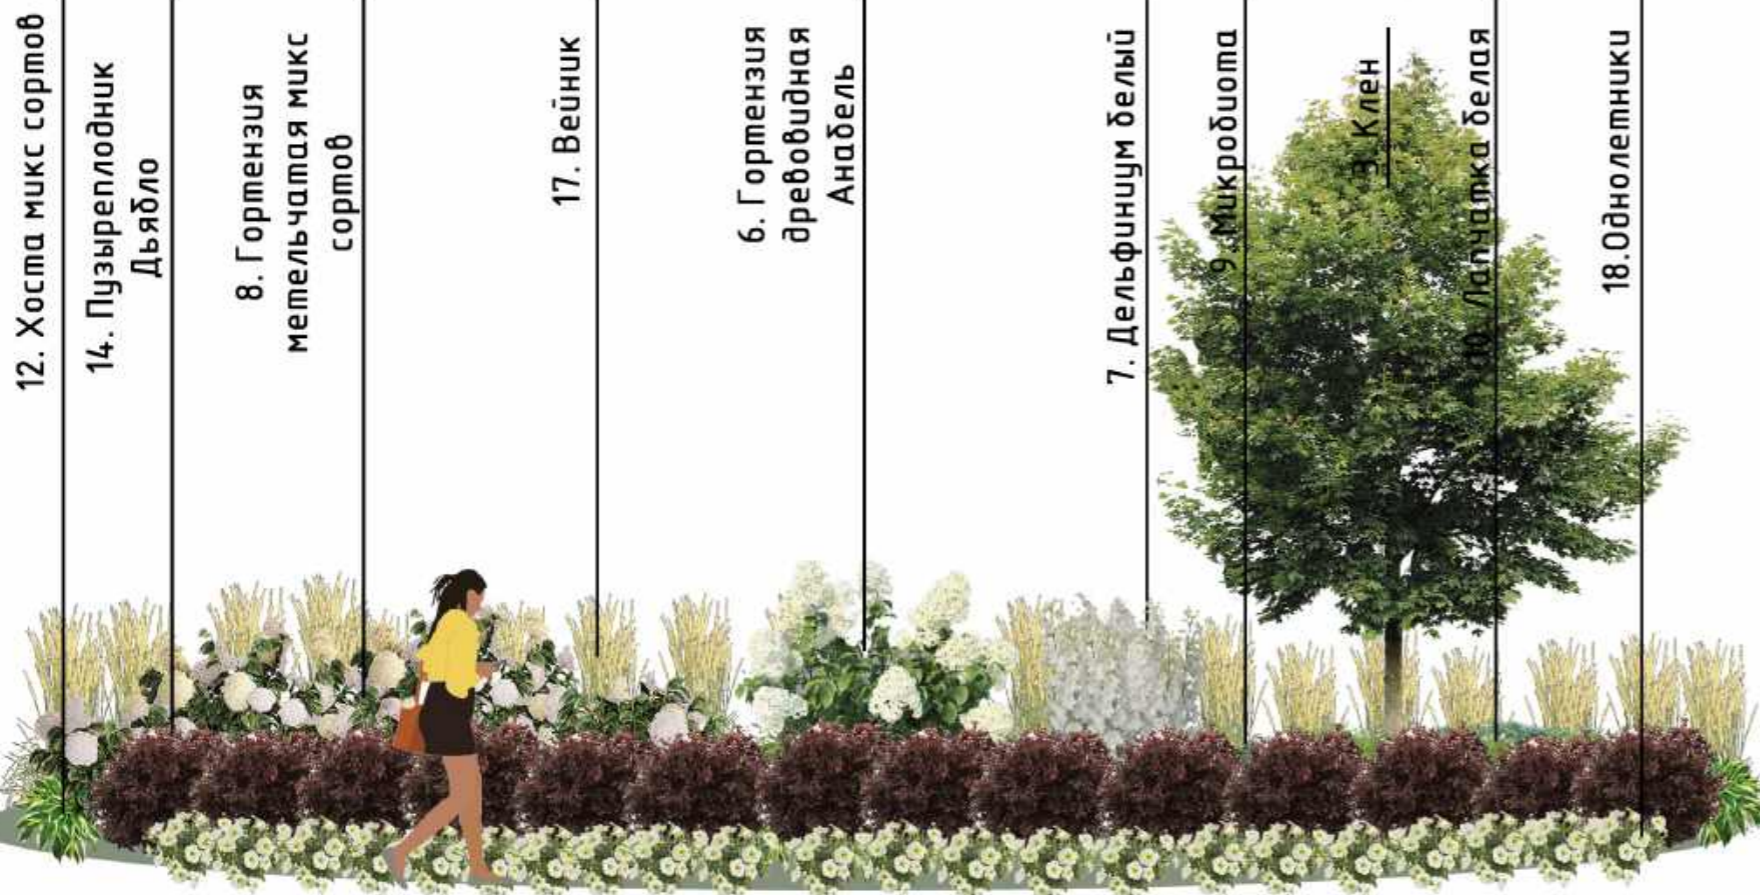 12. Хоста микс сортов
14. Пузыреплодник
Дьябло
8. Гортензия
метельчатая микс
сортов
17. Вейник
6. Гортензия
древовидная
Анабель
7. Дельфиниум белый
9. Микробиота
3.Клен
10. Лапчатка белая
18.Однолетники